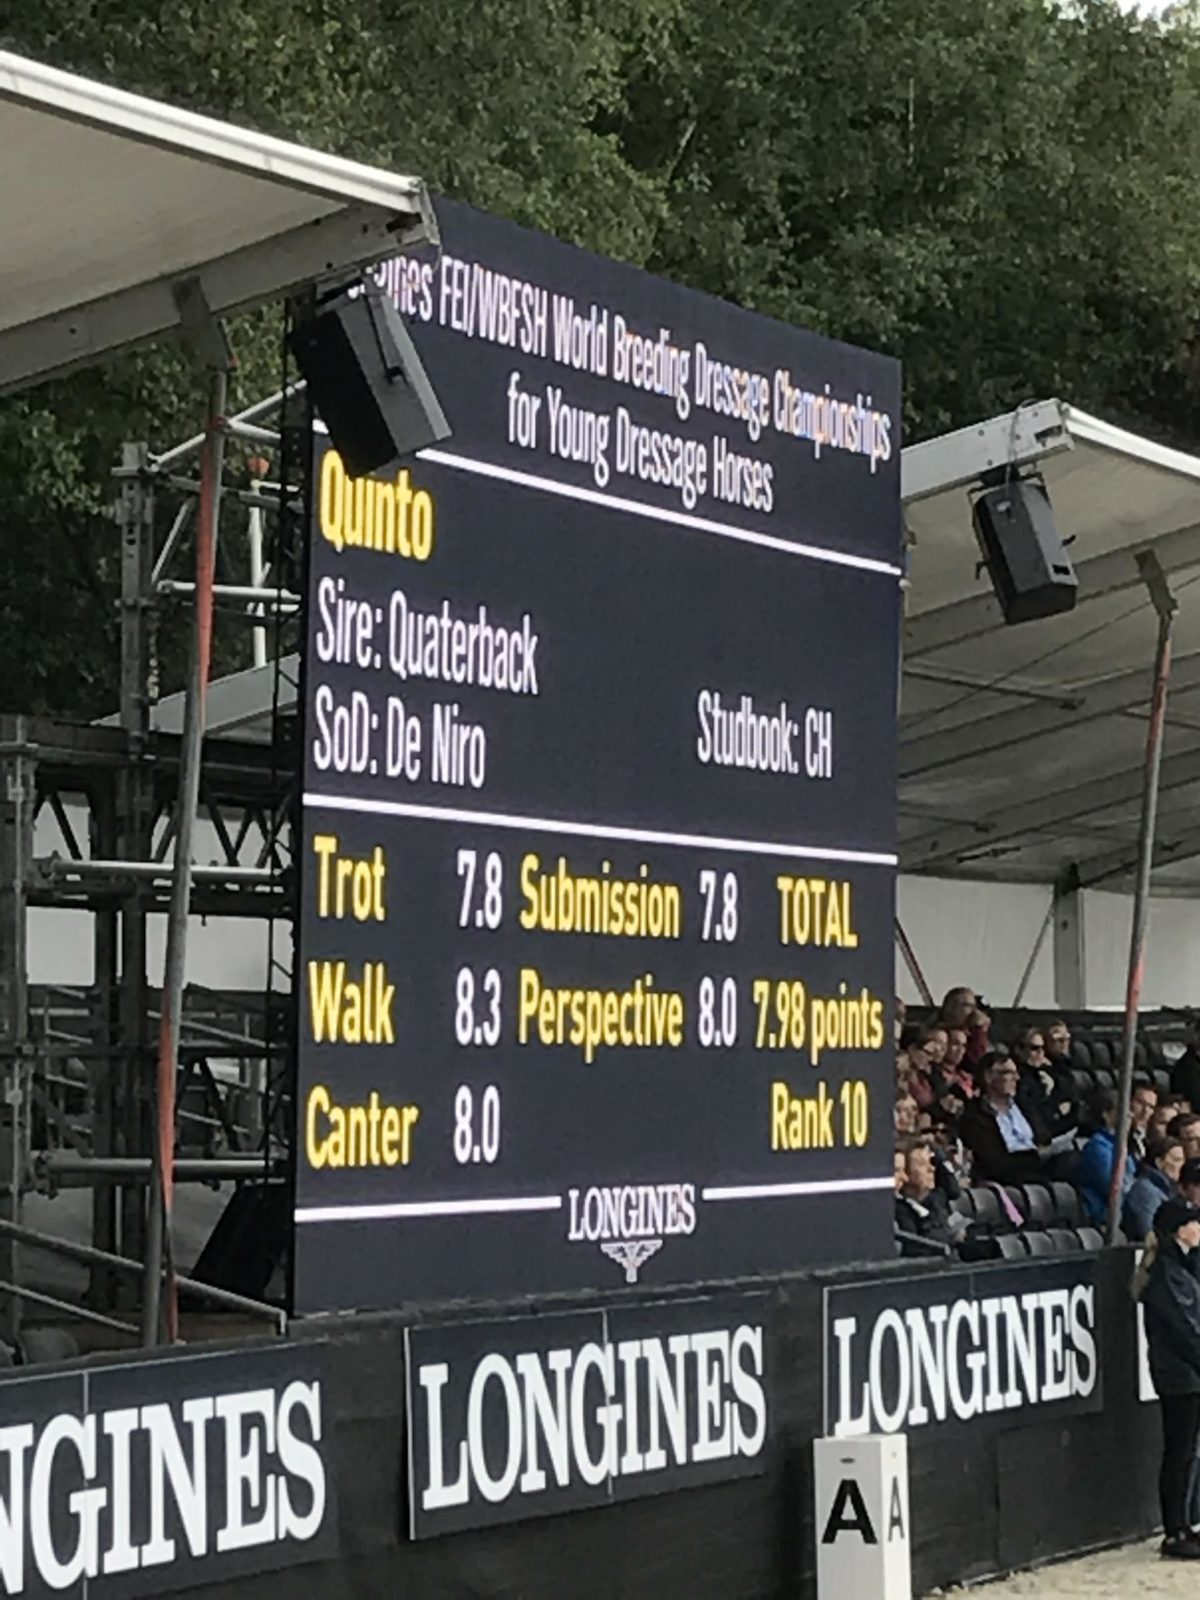 FEI/WBFSH World Breeding Dressage Championships
for Young Dressage Horses
Quinto
Sire: Quaterback
SoD: De Niro Studbook: CH
Trot 7.8 Submission 7.8 TOTAL
Walk 8.3 Perspective 8.0 7.98 points
Canter 8.0 Rank 10
LONGINES
NGINES LONGINES LONGINES
A A